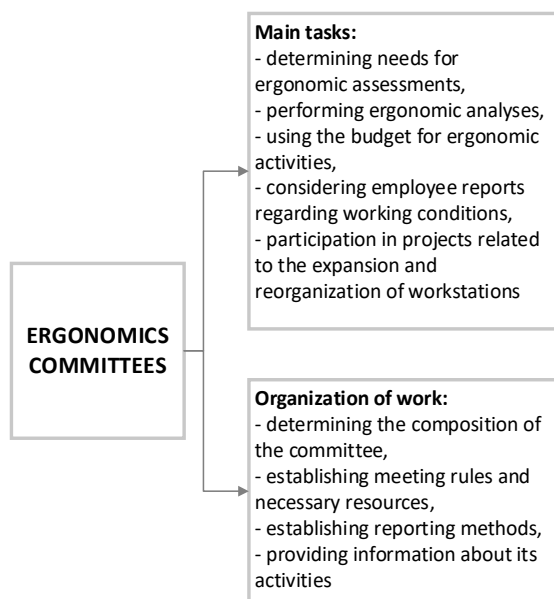 Main tasks:
- determining needs for
ergonomic assessments,
- performing ergonomic analyses,
- using the budget for ergonomic
activities,
- considering employee reports
regarding working conditions,
- participation in projects related
to the expansion and
reorganization of workstations
ERGONOMICS
COMMITTEES
Organization of work:
- determining the composition of
the committee,
- establishing meeting rules and
necessary resources,
- establishing reporting methods,
- providing information about its
activities